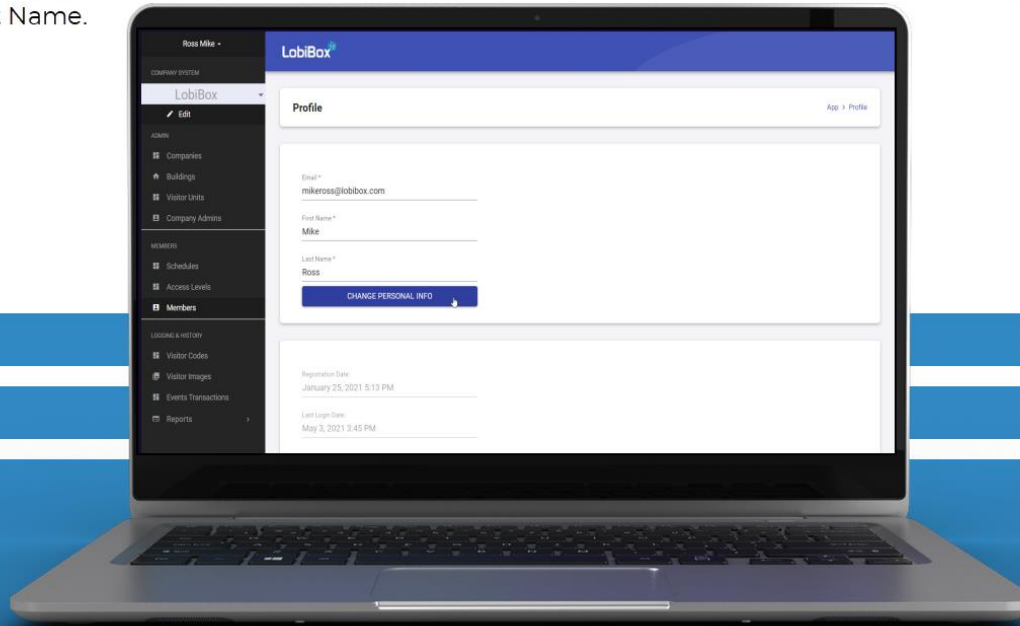 t Name.
Ross Mike
COMPANY SYSTEM
LobiBox
Edit
ADMIN
Companies
Buildings
Visitor Units
Company Admins
MEMBERS
Schedules
Access Levels
Members
LOGGING & HISTORY
Visitor Codes
Visitor Images
Events Transactions
Reports >
LobiBox
Profile
App > Profile
Email *
mikeross@lobibox.com
First Name *
Mike
Last Name *
Ross
CHANGE PERSONAL INFO
Registration Date
January 25, 2021 5:13 PM
Last Login Date
May 3, 2021 3:45 PM